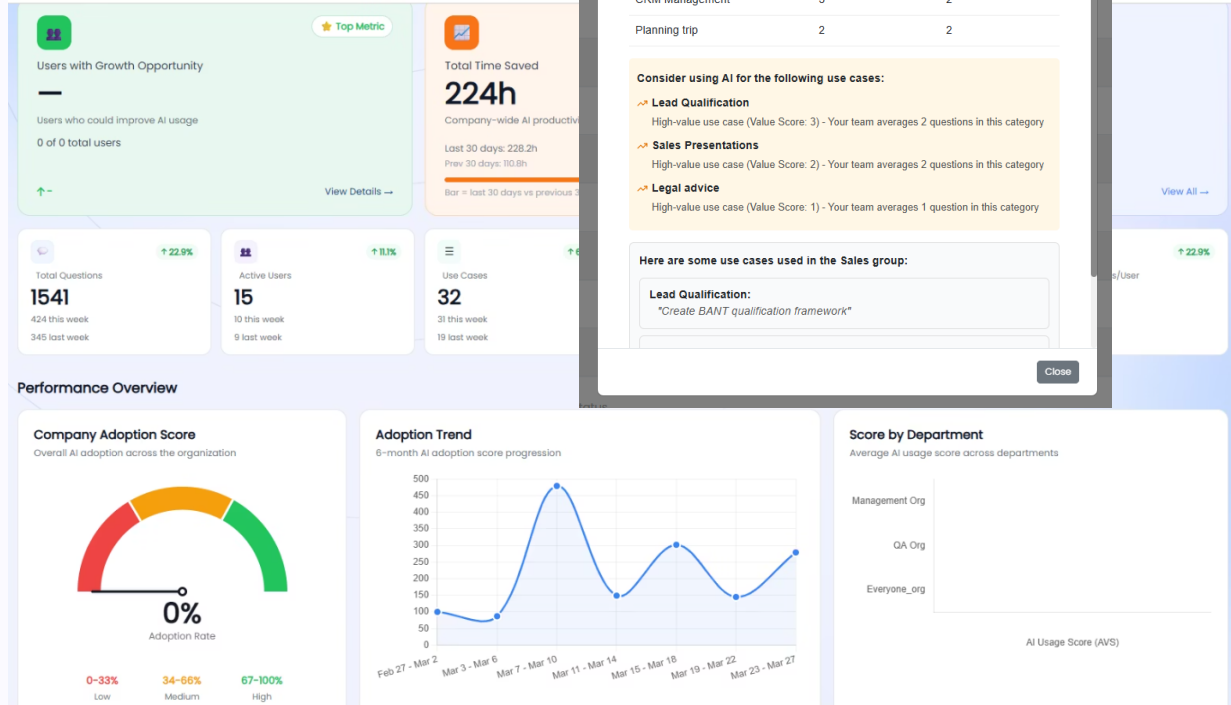 Top Metric
Users with Growth Opportunity
—
Users who could improve AI usage
0 of 0 total users
↑ -
View Details →
Total Time Saved
224h
Company-wide AI
Last 30 days: 228.2h
Prev 30 days: 110.8h
Bar = last 30 days vs previous
CRM Management
Planning trip 2 2
Consider using AI for the following use cases:
Lead Qualification
High-value use case (Value Score: 3) - Your team averages 2 questions in this category
Sales Presentations
High-value use case (Value Score: 2) - Your team averages 2 questions in this category
Legal advice
High-value use case (Value Score: 1) - Your team averages 1 question in this category
Here are some use cases used in the Sales group:
Lead Qualification:
"Create BANT qualification framework"
Close
View All →
↑ 22.9%
Total Questions
1541
424 this week
345 last week
↑ 11.1%
Active Users
15
10 this week
9 last week
Use Cases
32
31 this week
19 last week
↑ 22.9%
s/User
Performance Overview
Company Adoption Score
Overall AI adoption across the organization
0%
Adoption Rate
0-33% 34-66% 67-100%
Low Medium High
Adoption Trend
6-month AI adoption score progression
500
450
400
350
300
250
200
150
100
50
0
Feb 27 - Mar 2
Mar 3 - Mar 6
Mar 7 - Mar 10
Mar 11 - Mar 14
Mar 15 - Mar 18
Mar 19 - Mar 22
Mar 23 - Mar 27
Score by Department
Average AI usage score across departments
Management Org
QA Org
Everyone_org
AI Usage Score (AVS)